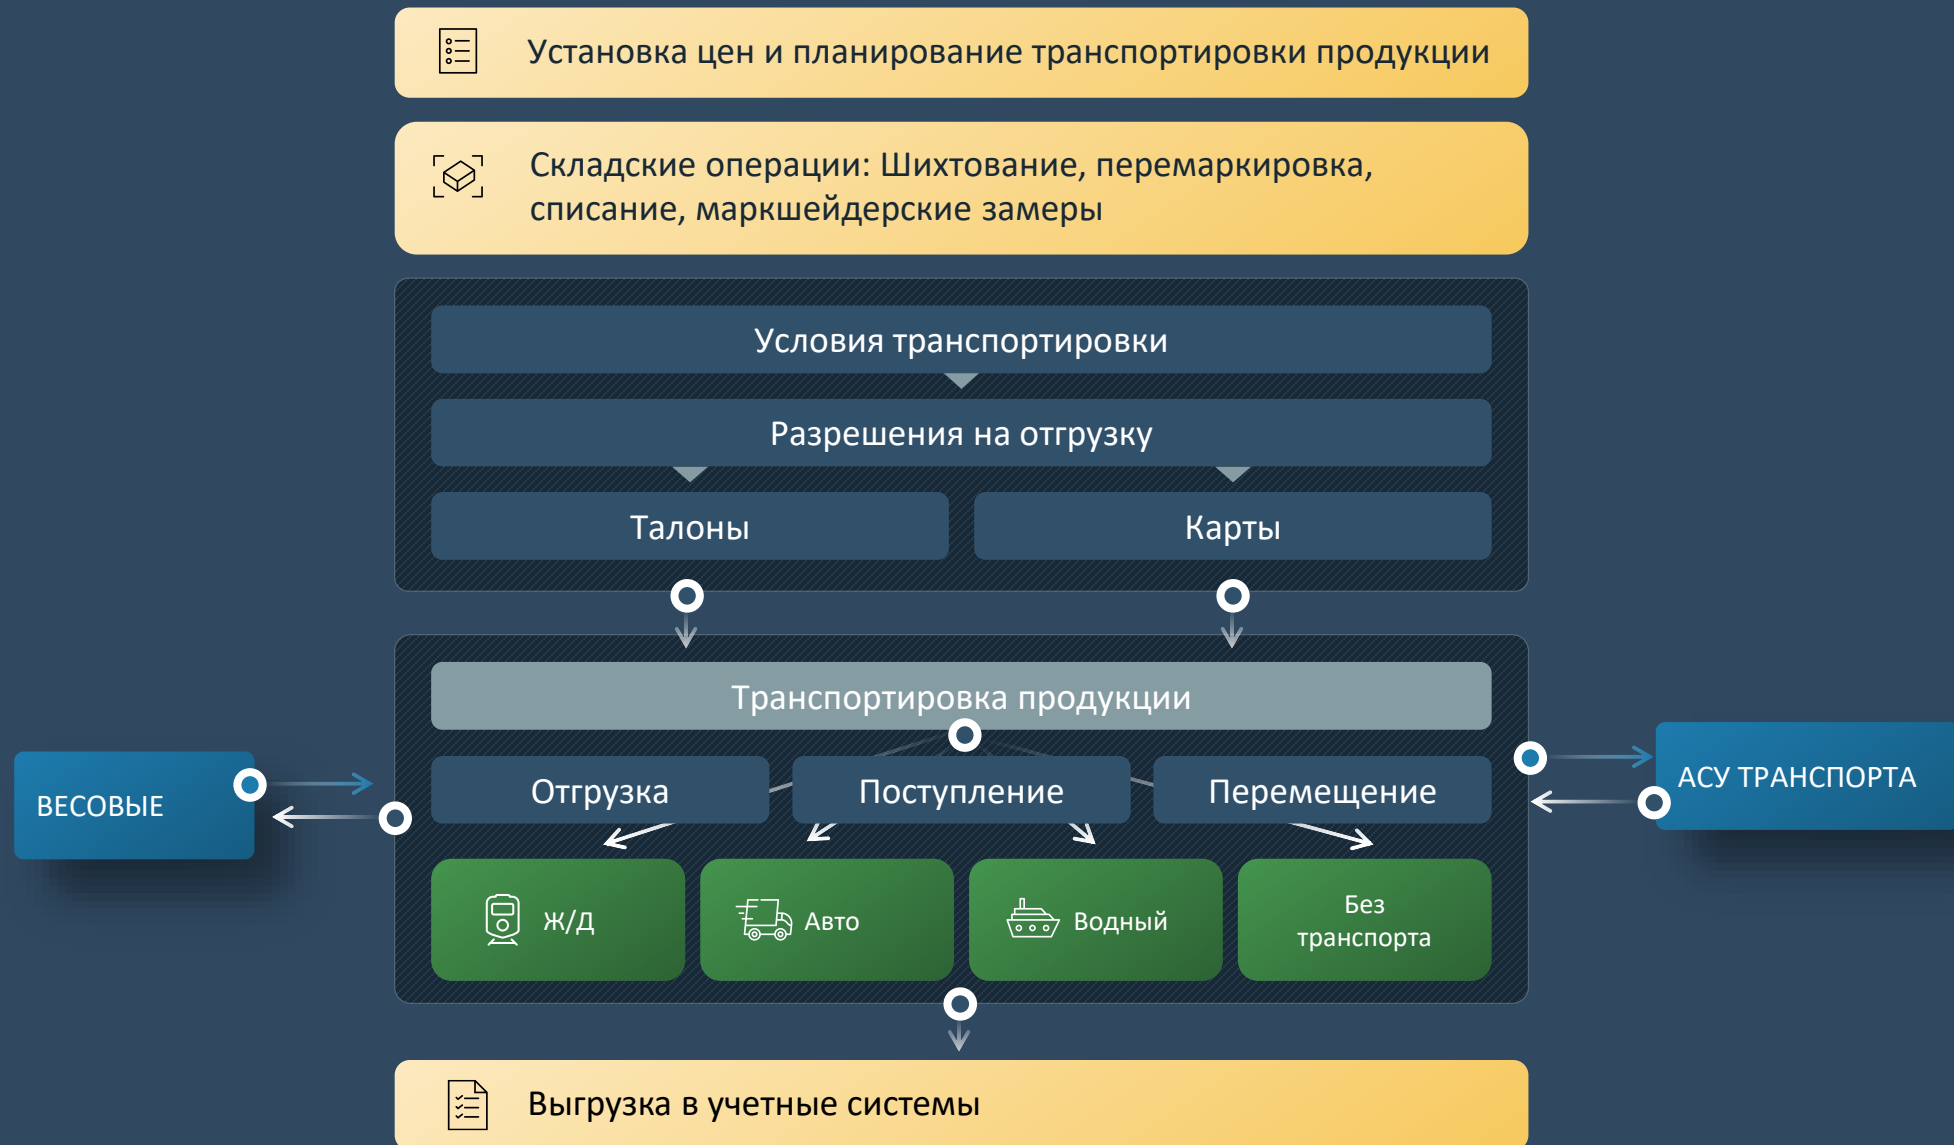 Установка цен и планирование транспортировки продукции
Складские операции: Шихтование, перемаркировка,
списание, маркшейдерские замеры
Условия транспортировки
Разрешения на отгрузку
Талоны
Карты
Транспортировка продукции
Отгрузка
Поступление
Перемещение
ВЕСОВЫЕ
АСУ ТРАНСПОРТА
Ж/Д
Авто
Водный
Без
транспорта
Выгрузка в учетные системы